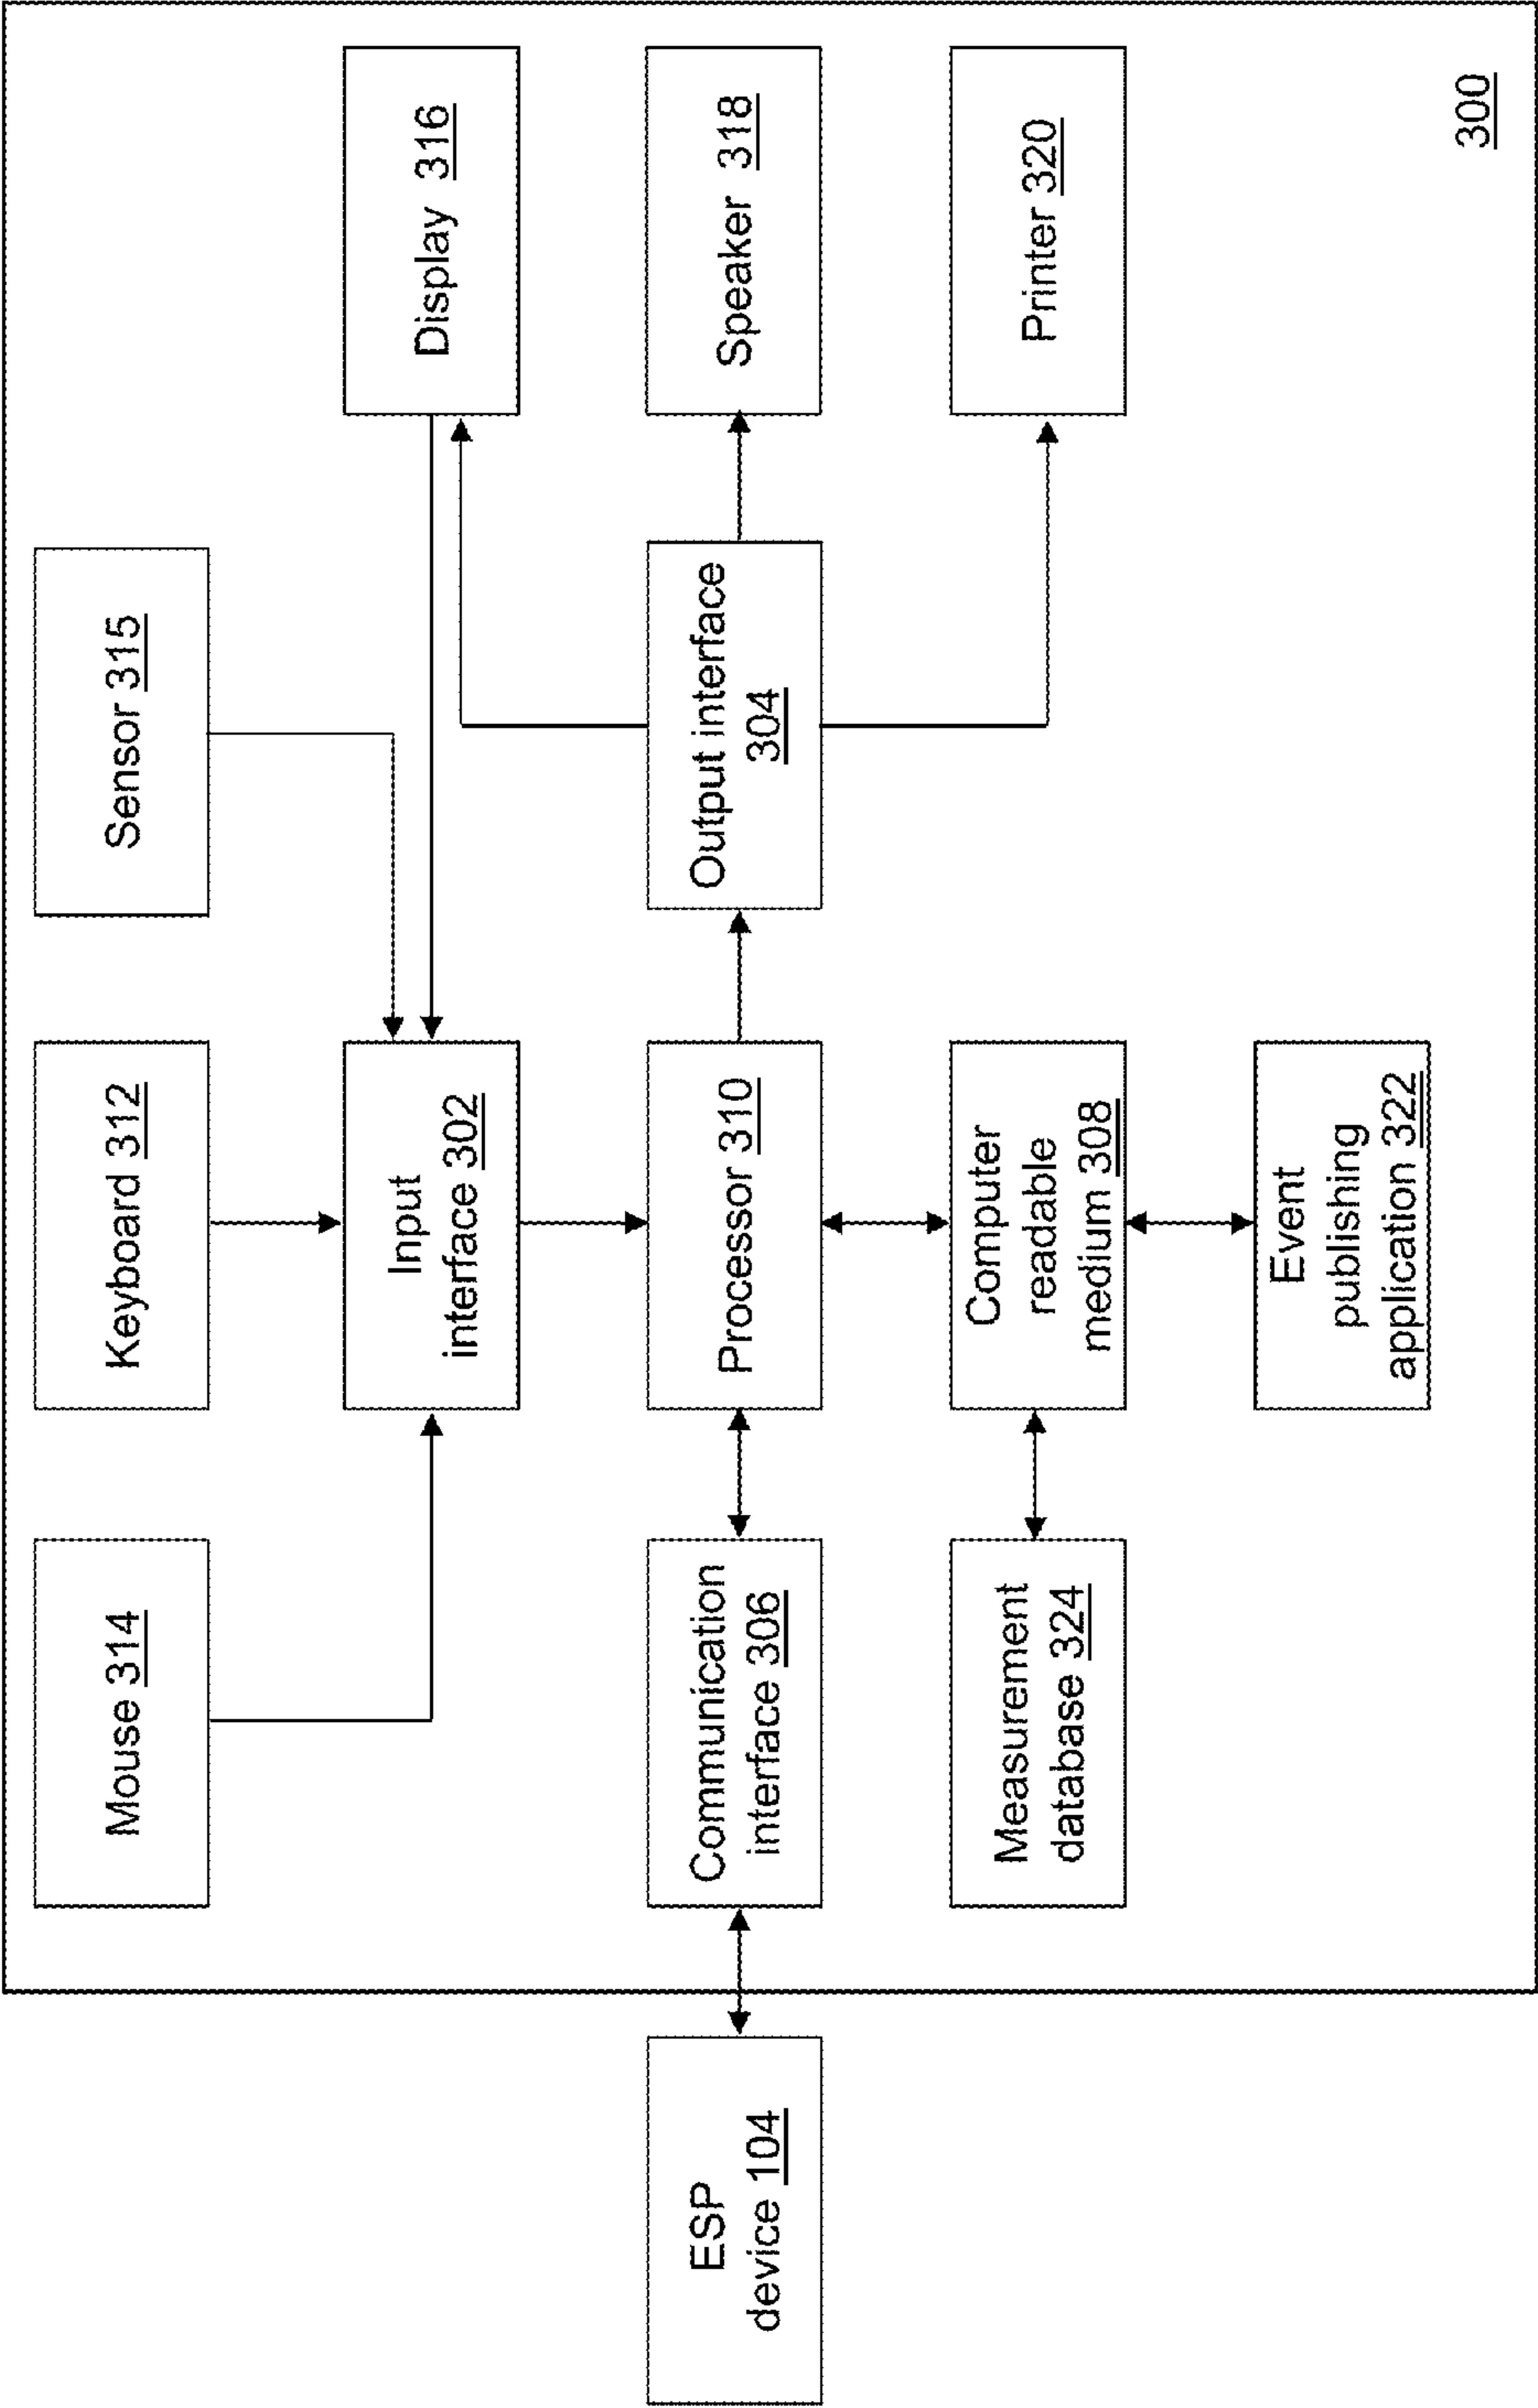 Mouse 314
Keyboard 312
Sensor 315
Input
interface 302
Display 316
ESP
device 104
Communication
interface 306
Processor 310
Output interface
304
Speaker 318
Measurement
database 324
Computer
readable
medium 308
Printer 320
Event
publishing
application 322
300